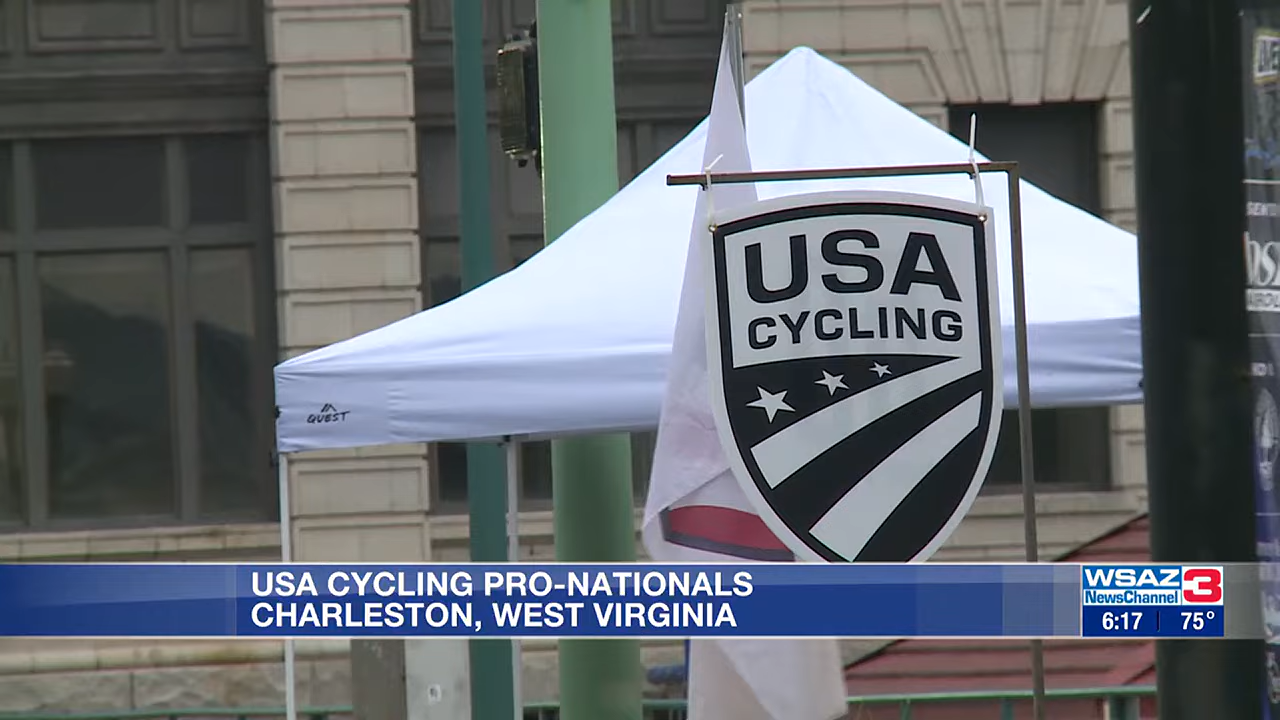 USA
CYCLING
QUEST
USA CYCLING PRO-NATIONALS
CHARLESTON, WEST VIRGINIA
WSAZ 3
NewsChannel
6:17 75°